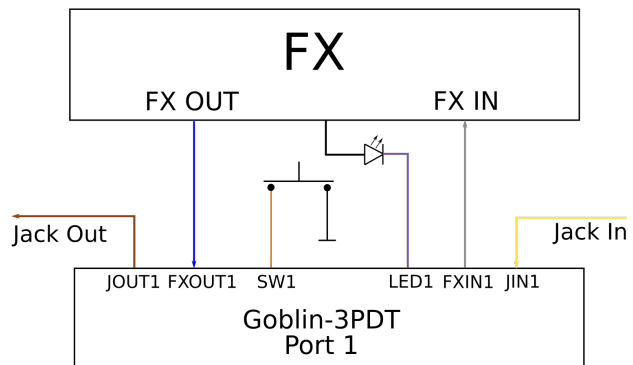 FX
FX OUT
FX IN
Jack Out
Jack In
JOUT1
FXOUT1
SW1
LED1
FXIN1
JIN1
Goblin-3PDT
Port 1